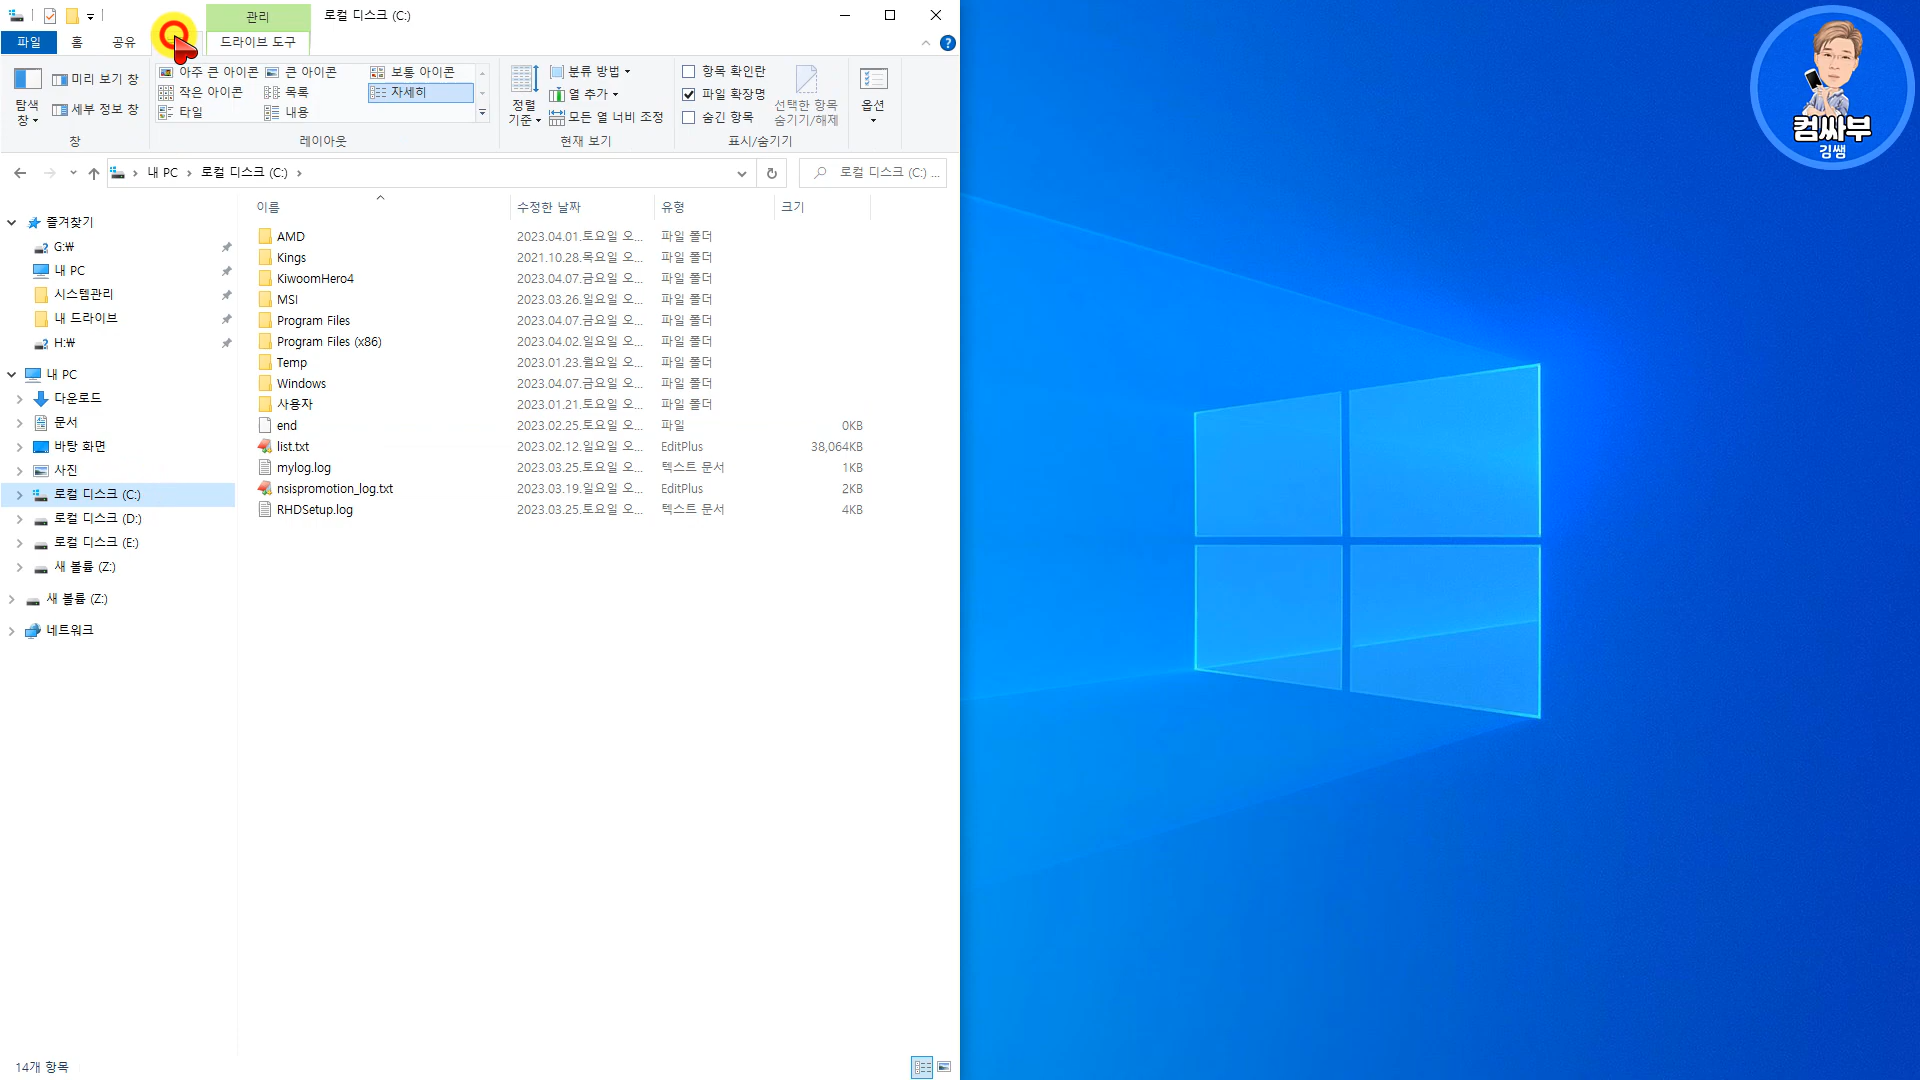 관리
로컬 디스크 (C:)
파일
홈
공유
드라이브 도구
탐색
창
미리 보기 창
세부 정보 창
창
아주 큰 아이콘
큰 아이콘
보통 아이콘
작은 아이콘
목록
자세히
타일
내용
레이아웃
정렬
기준
분류 방법
열 추가
모든 열 너비 조정
현재 보기
항목 확인란
파일 확장명
숨긴 항목
선택한 항목
숨기기/해제
표시/숨기기
옵션
내 PC > 로컬 디스크 (C:) >
로컬 디스크 (C:) ...
이름 수정한 날짜 유형 크기
AMD 2023.04.01.토요일 오... 파일 폴더
Kings 2021.10.28.목요일 오... 파일 폴더
KiwoomHero4 2023.04.07.금요일 오... 파일 폴더
MSI 2023.03.26.일요일 오... 파일 폴더
Program Files 2023.04.07.금요일 오... 파일 폴더
Program Files (x86) 2023.04.02.일요일 오... 파일 폴더
Temp 2023.01.23.월요일 오... 파일 폴더
Windows 2023.04.07.금요일 오... 파일 폴더
사용자 2023.01.21.토요일 오... 파일 폴더
end 2023.02.25.토요일 오... 파일 0KB
list.txt 2023.02.12.일요일 오... EditPlus 38,064KB
mylog.log 2023.03.25.토요일 오... 텍스트 문서 1KB
nsispromotion_log.txt 2023.03.19.일요일 오... EditPlus 2KB
RHDSetup.log 2023.03.25.토요일 오... 텍스트 문서 4KB
즐겨찾기
G:₩
내 PC
시스템관리
내 드라이브
H:₩
내 PC
다운로드
문서
바탕 화면
사진
로컬 디스크 (C:)
로컬 디스크 (D:)
로컬 디스크 (E:)
새 볼륨 (Z:)
새 볼륨 (Z:)
네트워크
14개 항목
컴싸부
김쌤